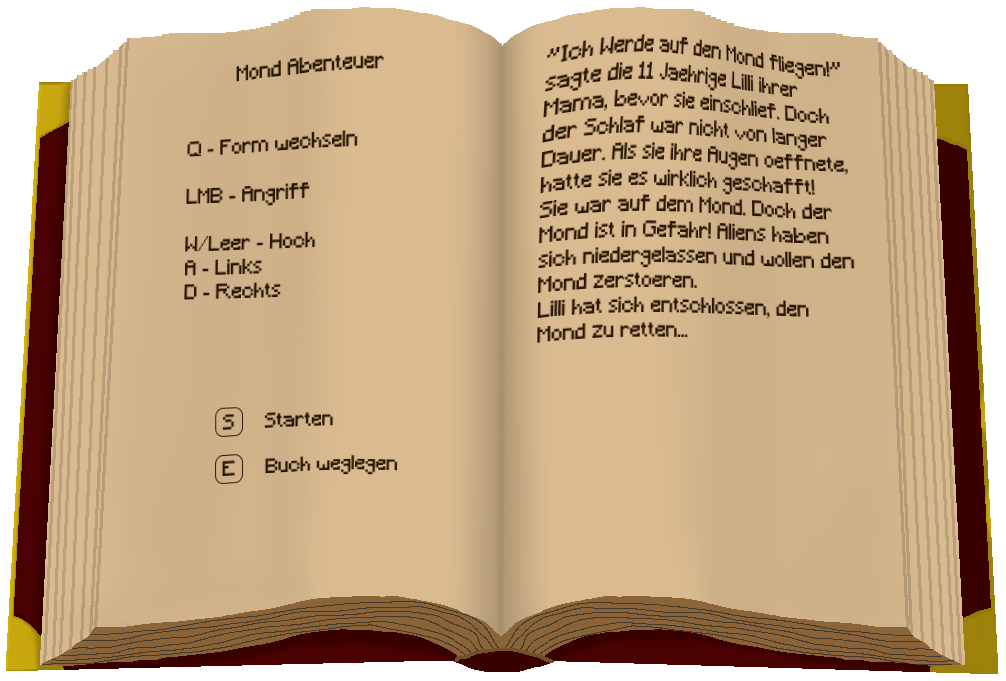 Mond Abenteuer
Q - Form wechseln
LMB - Angriff
W/Leer - Hoch
A - Links
D - Rechts
S Starten
E Buch weglegen
"Ich Werde auf den Mond fliegen!"
sagte die 11 Jaehrige Lilli ihrer
Mama, bevor sie einschlief. Doch
der Schlaf war nicht von langer
Dauer. Als sie ihre Augen oeffnete,
hatte sie es wirklich geschafft!
Sie war auf dem Mond. Doch der
Mond ist in Gefahr! Aliens haben
sich niedergelassen und wollen den
Mond zerstoeren.
Lilli hat sich entschlossen, den
Mond zu retten...